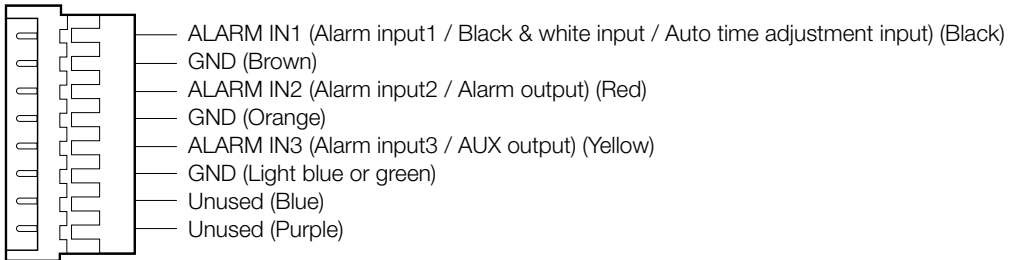 ALARM IN1 (Alarm input1 / Black & white input / Auto time adjustment input) (Black)
GND (Brown)
ALARM IN2 (Alarm input2 / Alarm output) (Red)
GND (Orange)
ALARM IN3 (Alarm input3 / AUX output) (Yellow)
GND (Light blue or green)
Unused (Blue)
Unused (Purple)